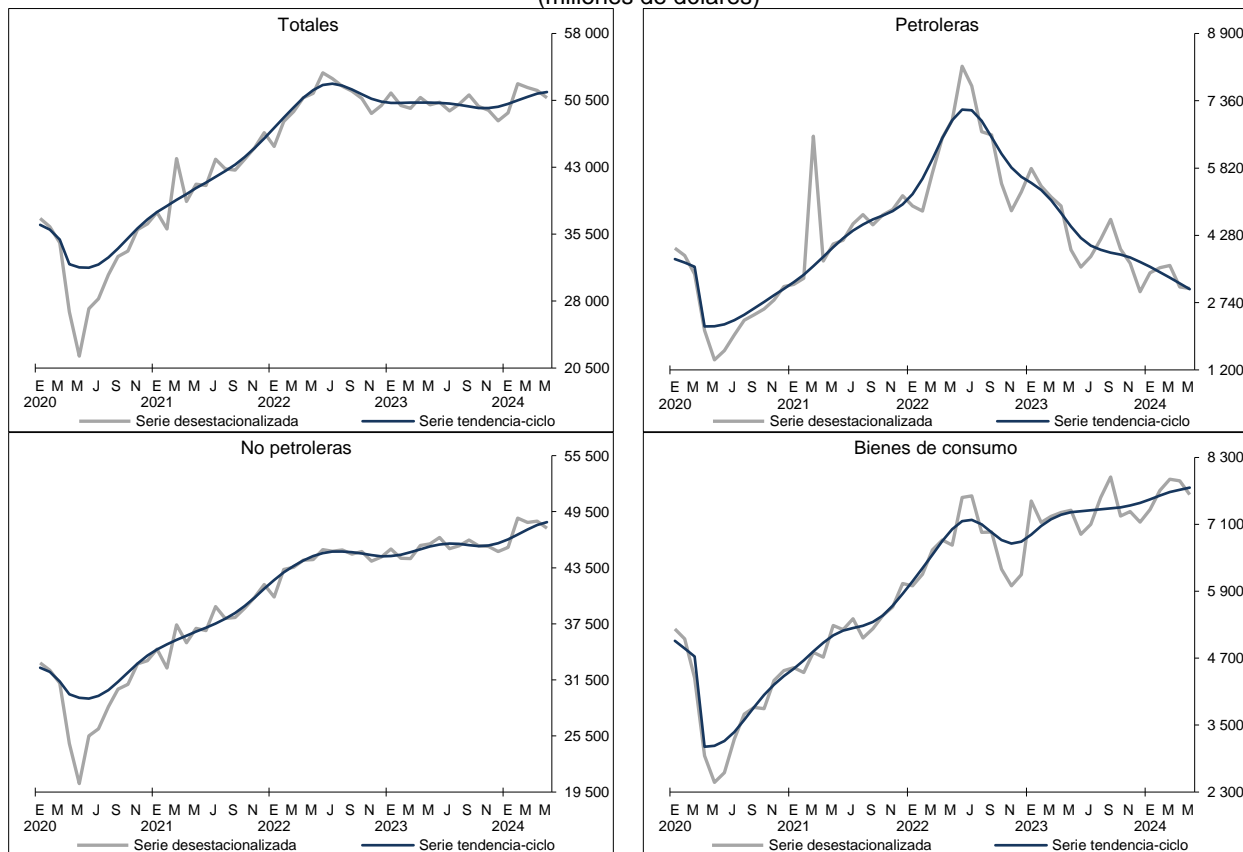 (millones de dólares)
Totales
58 000
50 500
43 000
35 500
28 000
20 500
E M M J S N E M M J S N E M M J S N E M M J S N E M M
2020 2021 2022 2023 2024
Serie desestacionalizada Serie tendencia-ciclo
Petroleras
8 900
7 360
5 820
4 280
2 740
1 200
E M M J S N E M M J S N E M M J S N E M M J S N E M M
2020 2021 2022 2023 2024
Serie desestacionalizada Serie tendencia-ciclo
No petroleras
55 500
49 500
43 500
37 500
31 500
25 500
19 500
E M M J S N E M M J S N E M M J S N E M M J S N E M M
2020 2021 2022 2023 2024
Serie desestacionalizada Serie tendencia-ciclo
Bienes de consumo
8 300
7 100
5 900
4 700
3 500
2 300
E M M J S N E M M J S N E M M J S N E M M J S N E M M
2020 2021 2022 2023 2024
Serie desestacionalizada Serie tendencia-ciclo